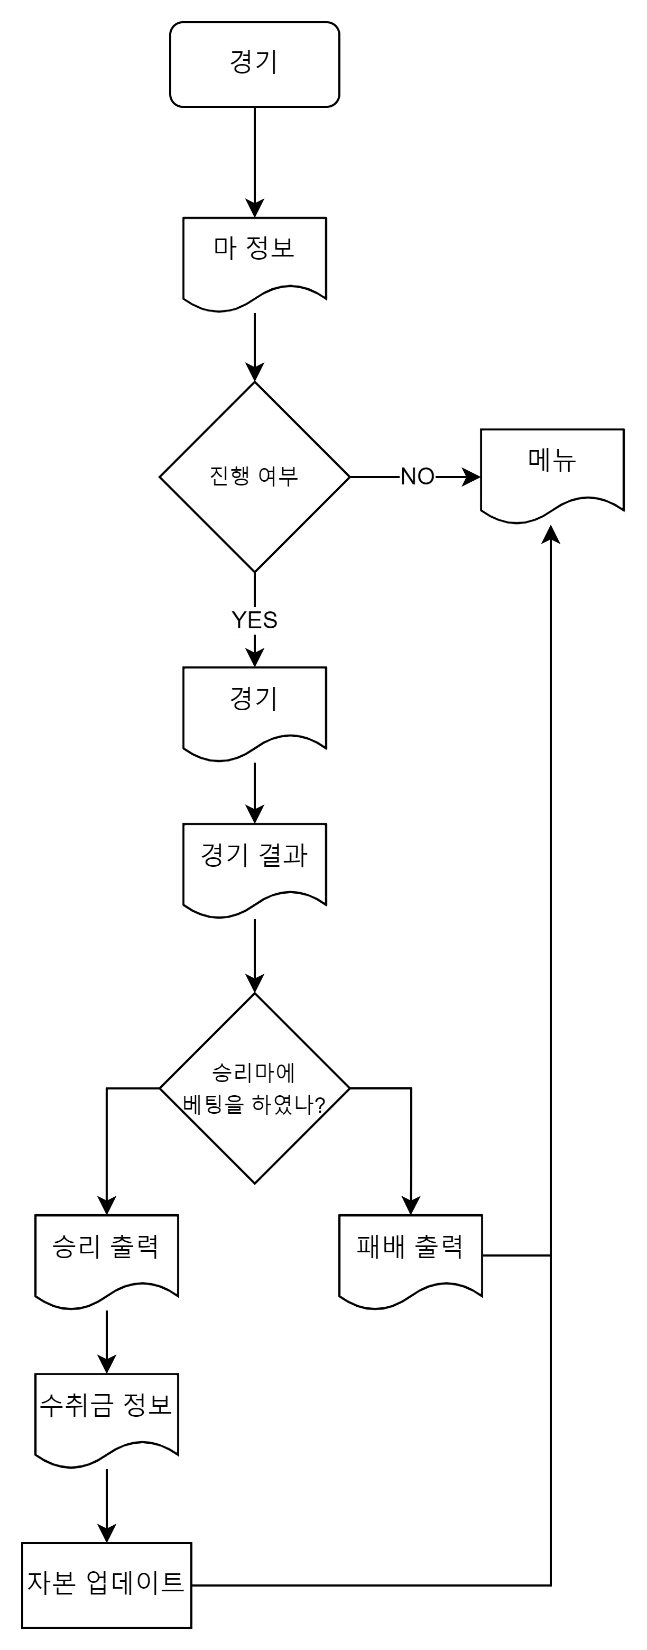 경기
마 정보
진행 여부
NO
메뉴
YES
경기
경기 결과
승리마에
베팅을 하였나?
승리 출력
패배 출력
수취금 정보
자본 업데이트